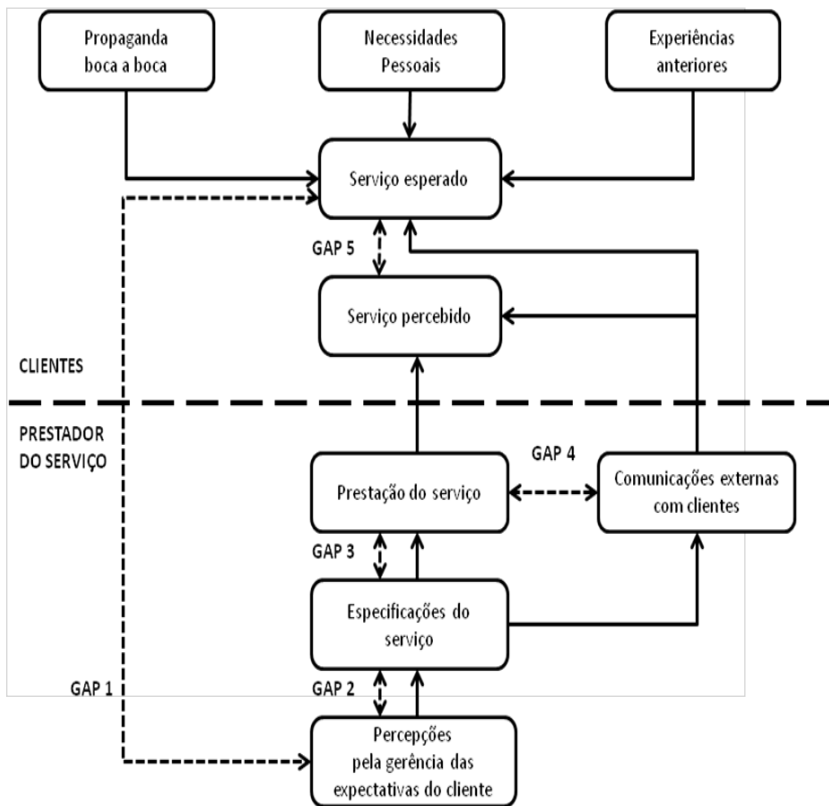 Propaganda
boca a boca
Necessidades
Pessoais
Experiências
anteriores
Serviço esperado
GAP 5
Serviço percebido
CLIENTES
PRESTADOR
DO SERVIÇO
GAP 4
Prestação do serviço
Comunicações externas
com clientes
GAP 3
Especificações do
serviço
GAP 1
GAP 2
Percepções
pela gerência das
expectativas do cliente